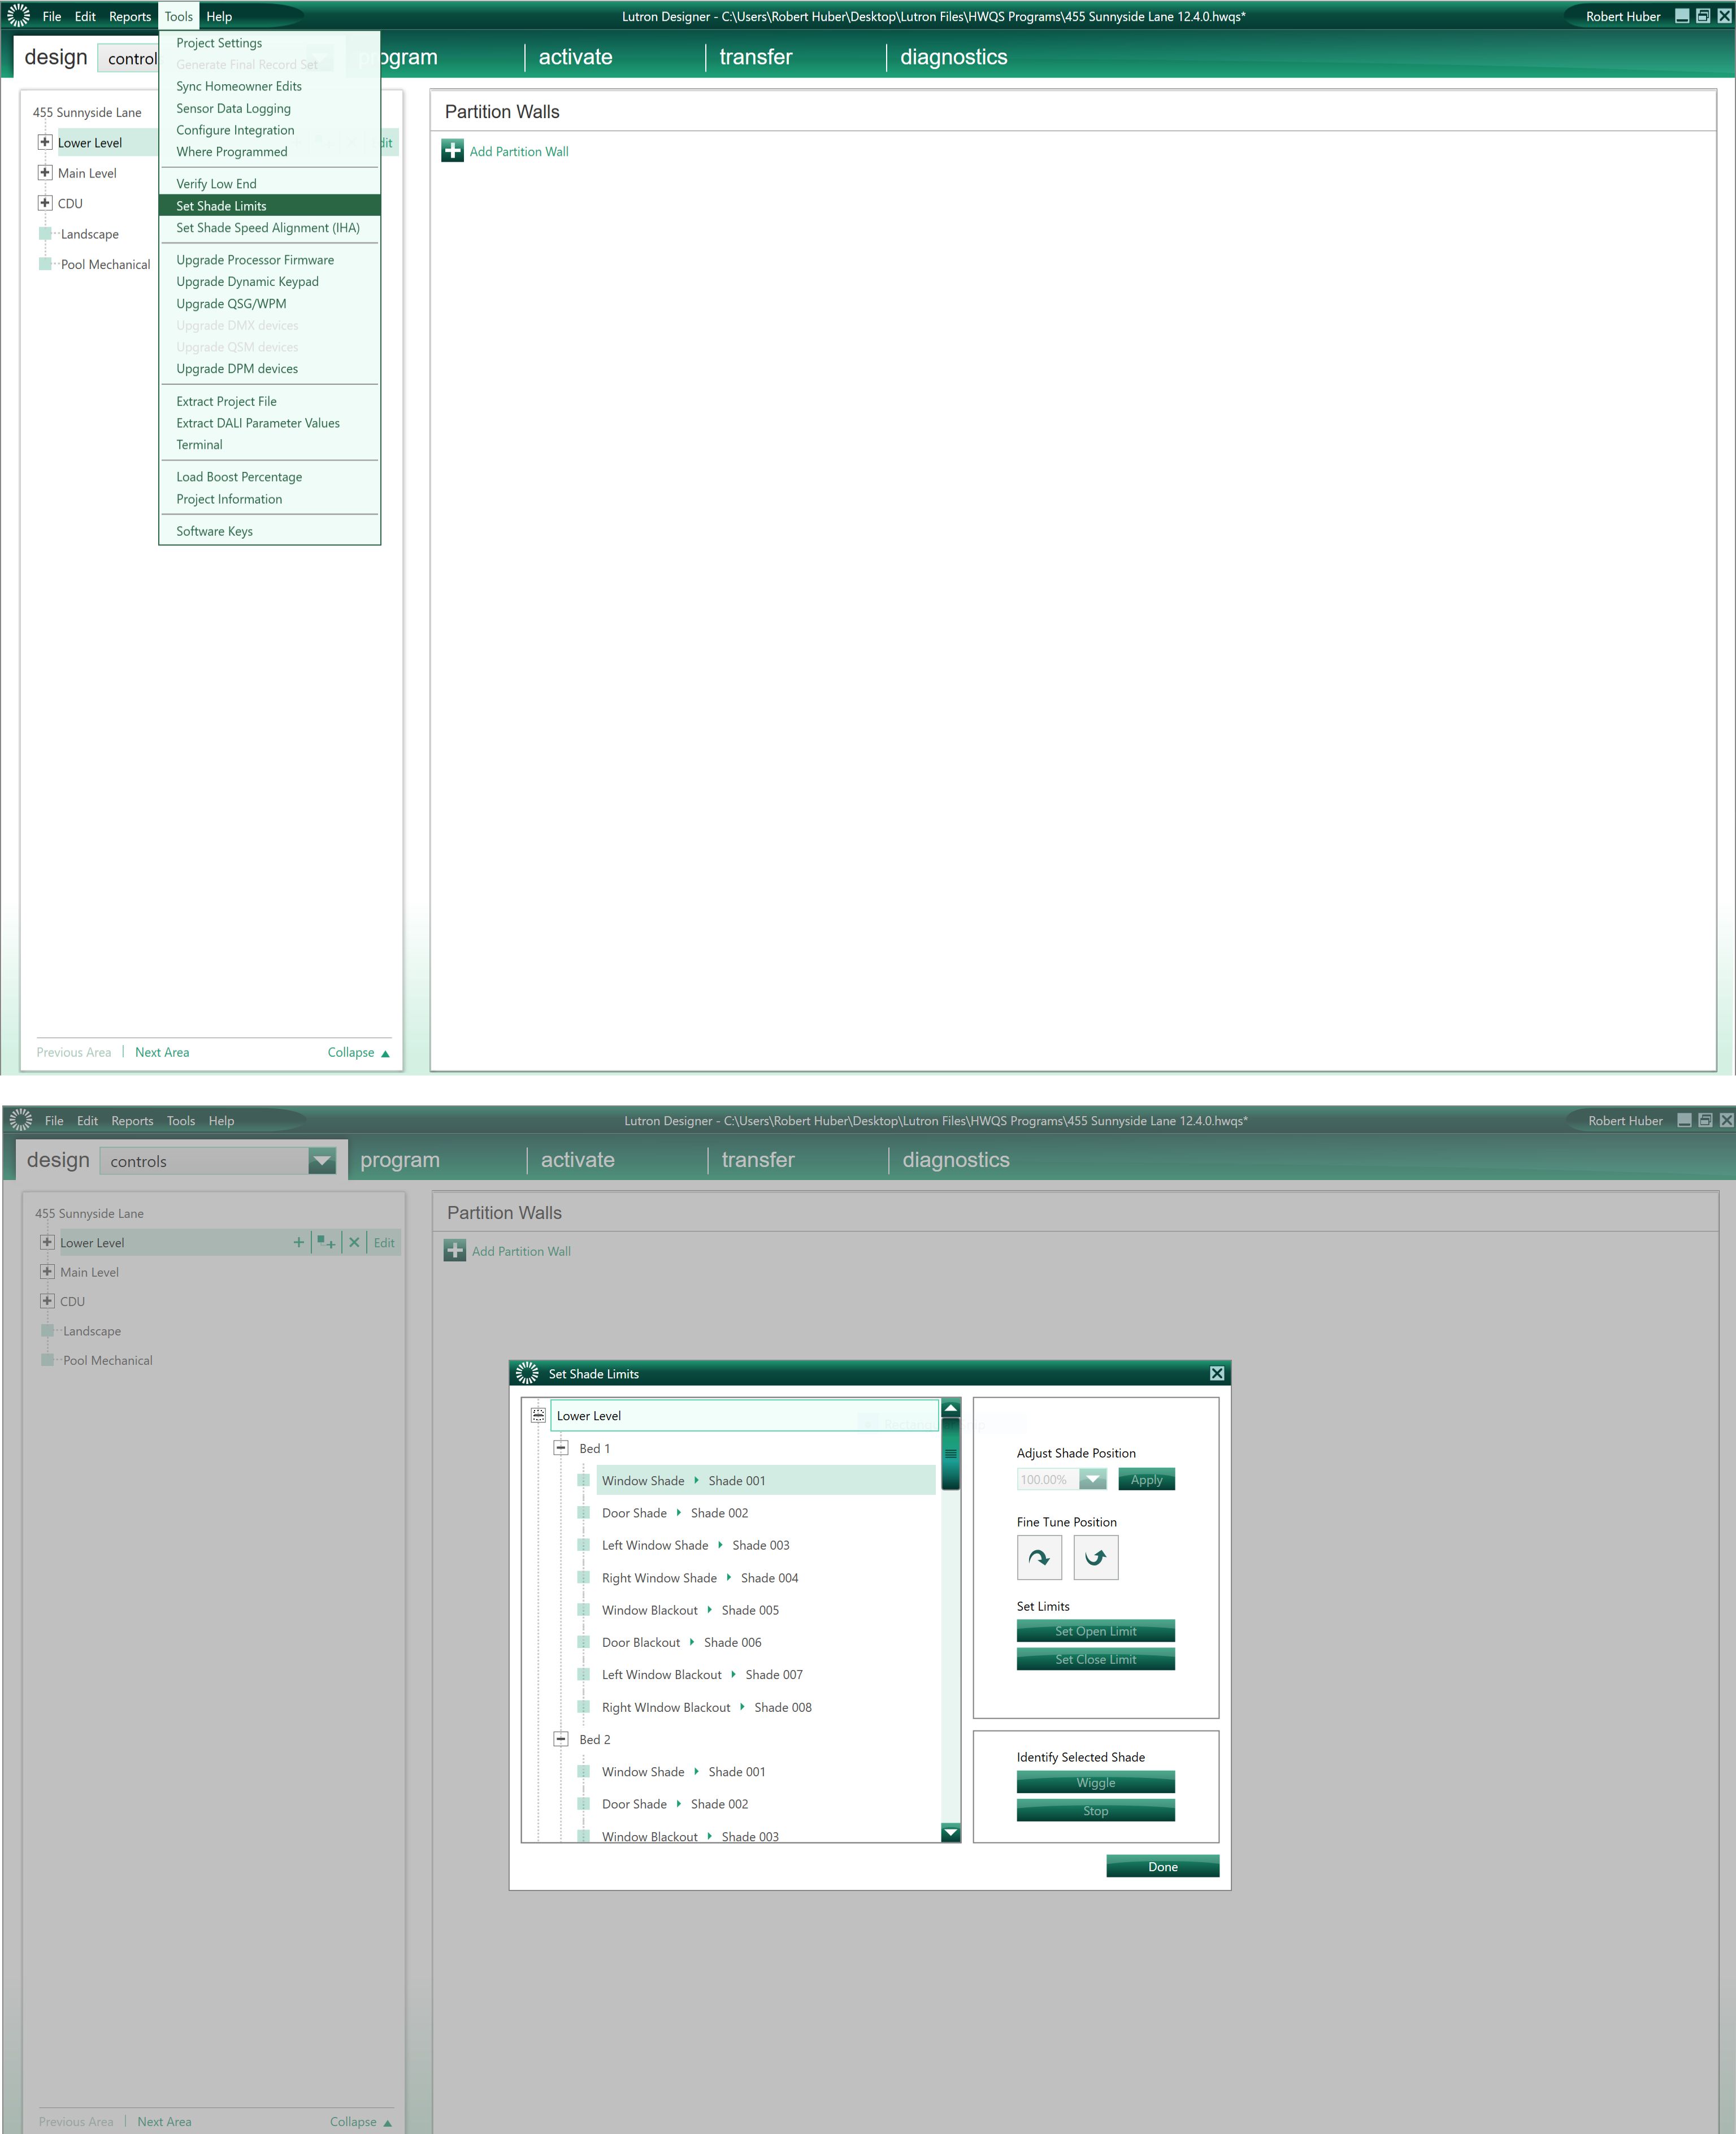 File Edit Reports Tools Help
Lutron Designer - C:\Users\Robert Huber\Desktop\Lutron Files\HWQS Programs\455 Sunnyside Lane 12.4.0.hwqs*
Robert Huber
design
program
activate
transfer
diagnostics
Project Settings
Generate Final Record Set
Sync Homeowner Edits
Sensor Data Logging
Configure Integration
Where Programmed
Verify Low End
Set Shade Limits
Set Shade Speed Alignment (IHA)
Upgrade Processor Firmware
Upgrade Dynamic Keypad
Upgrade QSG/WPM
Upgrade DMX devices
Upgrade QSM devices
Upgrade DPM devices
Extract Project File
Extract DALI Parameter Values
Terminal
Load Boost Percentage
Project Information
Software Keys
455 Sunnyside Lane
Lower Level
Main Level
CDU
Landscape
Pool Mechanical
Partition Walls
Add Partition Wall
Previous Area | Next Area
Collapse
File Edit Reports Tools Help
Lutron Designer - C:\Users\Robert Huber\Desktop\Lutron Files\HWQS Programs\455 Sunnyside Lane 12.4.0.hwqs*
Robert Huber
design
controls
program
activate
transfer
diagnostics
455 Sunnyside Lane
Lower Level
Edit
Main Level
CDU
Landscape
Pool Mechanical
Partition Walls
Add Partition Wall
Set Shade Limits
Lower Level
Bed 1
Window Shade Shade 001
Door Shade Shade 002
Left Window Shade Shade 003
Right Window Shade Shade 004
Window Blackout Shade 005
Door Blackout Shade 006
Left Window Blackout Shade 007
Right WIndow Blackout Shade 008
Bed 2
Window Shade Shade 001
Door Shade Shade 002
Window Blackout Shade 003
Adjust Shade Position
100.00%
Apply
Fine Tune Position
Set Limits
Set Open Limit
Set Close Limit
Identify Selected Shade
Wiggle
Stop
Done
Previous Area | Next Area
Collapse